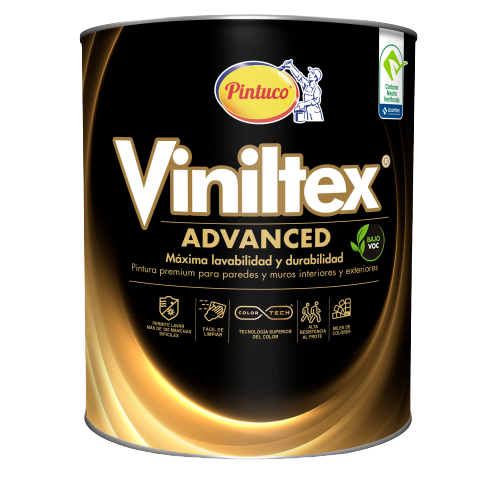 Pintuco®
Carbono
Neutro
Verificado
icontec
Viniltex®
ADVANCED
Máxima lavabilidad y durabilidad
Pintura premium para paredes y muros interiores y exteriores
BAJO
VOC
COLOR TECH
PERMITE LAVAR
MÁS DE 100 MANCHAS
DIFÍCILES
FÁCIL DE
LIMPIAR
TECNOLOGÍA SUPERIOR
DEL COLOR
ALTA
RESISTENCIA
AL FROTE
MILES DE
COLORES